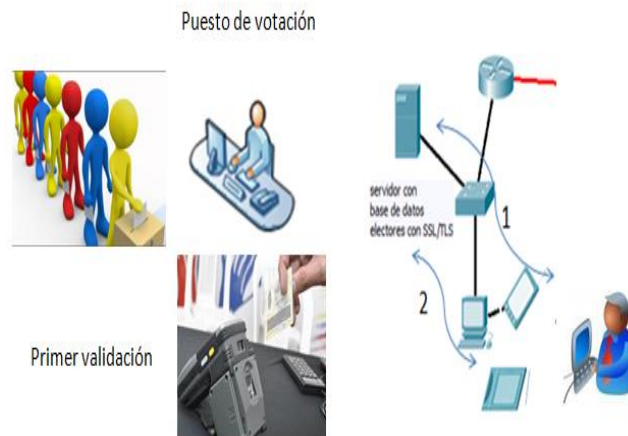 Puesto de votación
servidor con
base de datos
electores con SSL/TLS
1
2
Primer validación